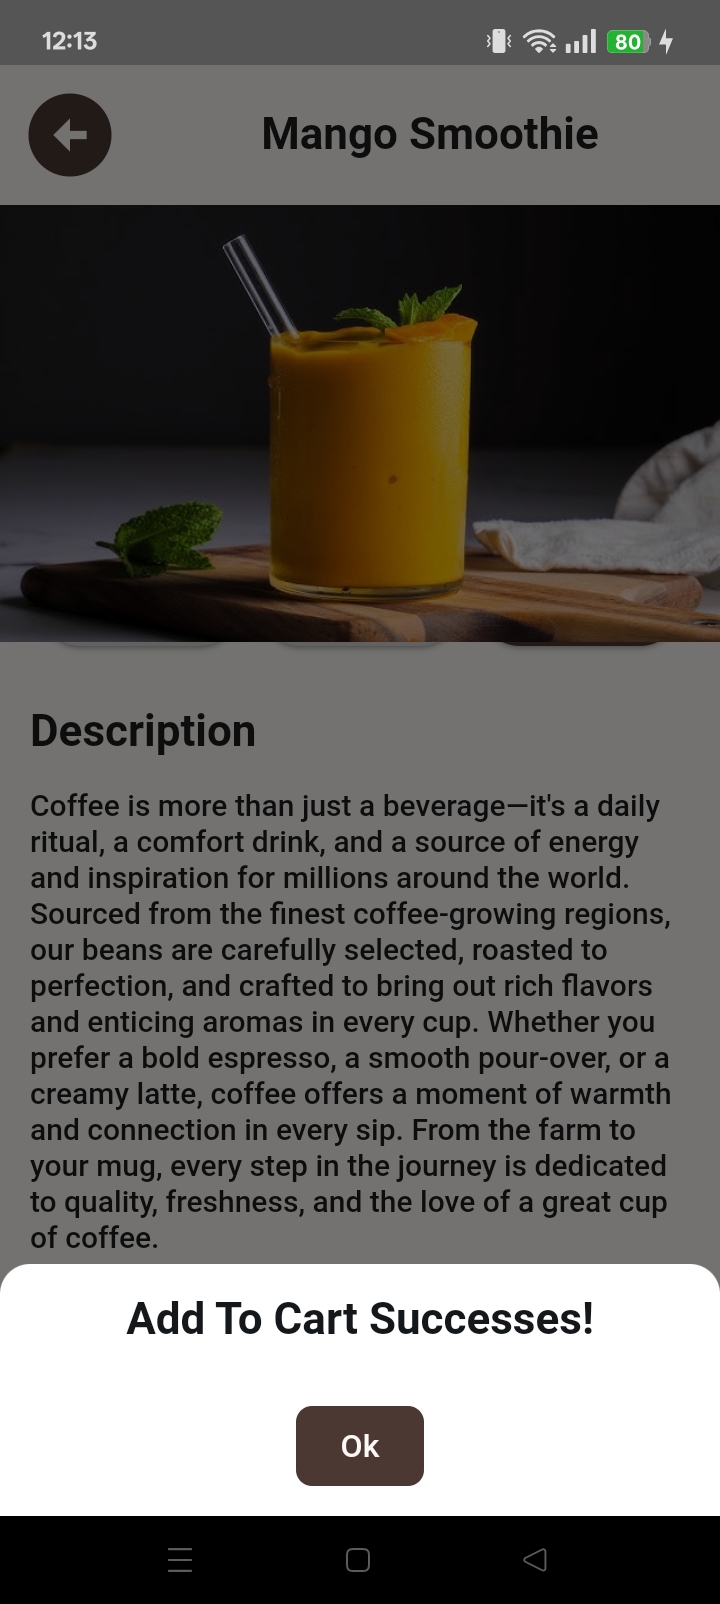 12:13
80
Mango Smoothie
Description
Coffee is more than just a beverage—it's a daily
ritual, a comfort drink, and a source of energy
and inspiration for millions around the world.
Sourced from the finest coffee-growing regions,
our beans are carefully selected, roasted to
perfection, and crafted to bring out rich flavors
and enticing aromas in every cup. Whether you
prefer a bold espresso, a smooth pour-over, or a
creamy latte, coffee offers a moment of warmth
and connection in every sip. From the farm to
your mug, every step in the journey is dedicated
to quality, freshness, and the love of a great cup
of coffee.
Add To Cart Successes!
Ok